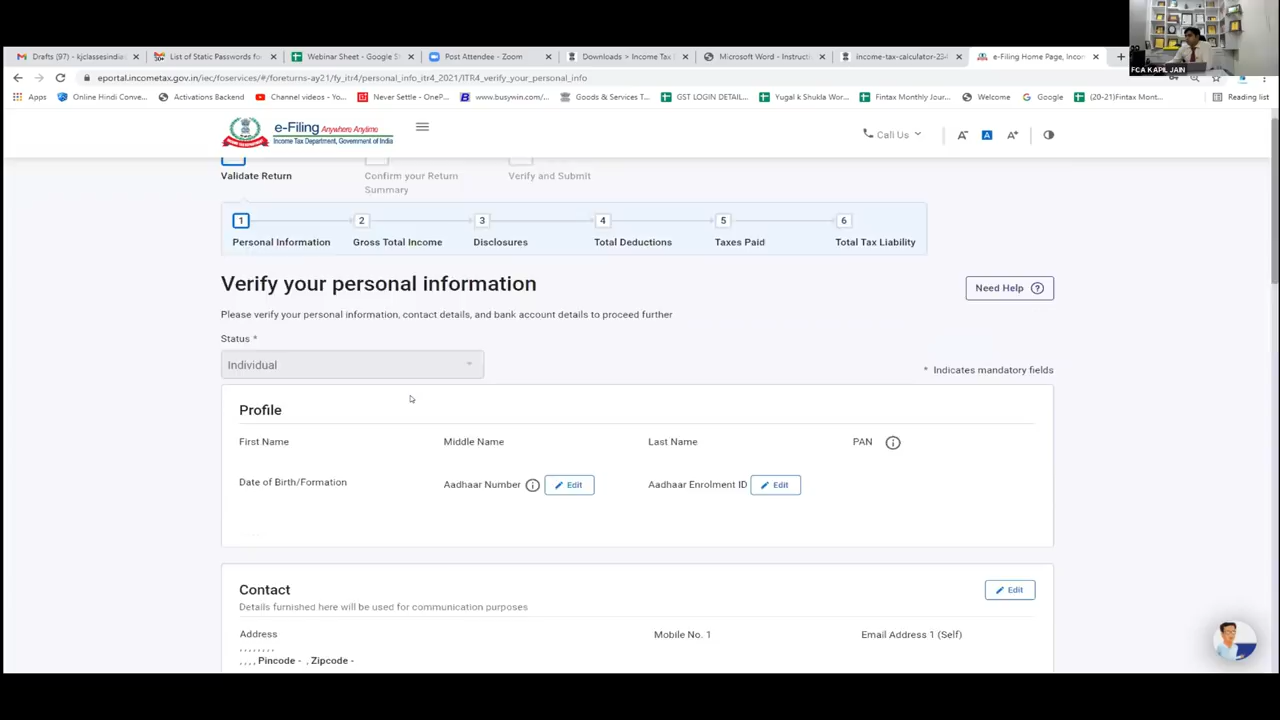 Drafts (97) - kjclassesindia
List of Static Passwords fo
Webinar Sheet - Google S
Post Attendee - Zoom
Downloads > Income Tax
Microsoft Word - Instructi
income-tax-calculator-234
e-Filing Home Page, Incom
FCA KAPIL JAIN
eportal.incometax.gov.in/iec/foservices/#/foreturns-ay21/fy_itr4/personal_info_itr4_2021/ITR4_verify_your_personal_info
Apps
Online Hindi Conve...
Activations Backend
Channel videos - Yo...
Never Settle - OneP...
www.busywin.com/...
Goods & Services T...
GST LOGIN DETAIL...
Yugal k Shukla Wor...
Fintax Monthly Jour...
Welcome
Google
(20-21)Fintax Mont...
Reading list
e-Filing Anywhere Anytime
Income Tax Department, Government of India
Call Us
A-
A
A+
Validate Return
Confirm your Return
Summary
Verify and Submit
1 2 3 4 5 6
Personal Information Gross Total Income Disclosures Total Deductions Taxes Paid Total Tax Liability
Verify your personal information
Need Help ?
Please verify your personal information, contact details, and bank account details to proceed further
Status *
Individual
* Indicates mandatory fields
Profile
First Name Middle Name Last Name PAN
Date of Birth/Formation Aadhaar Number Edit Aadhaar Enrolment ID Edit
Contact
Edit
Details furnished here will be used for communication purposes
Address Mobile No. 1 Email Address 1 (Self)
, , , , , , , ,
, , , , Pincode - , Zipcode -